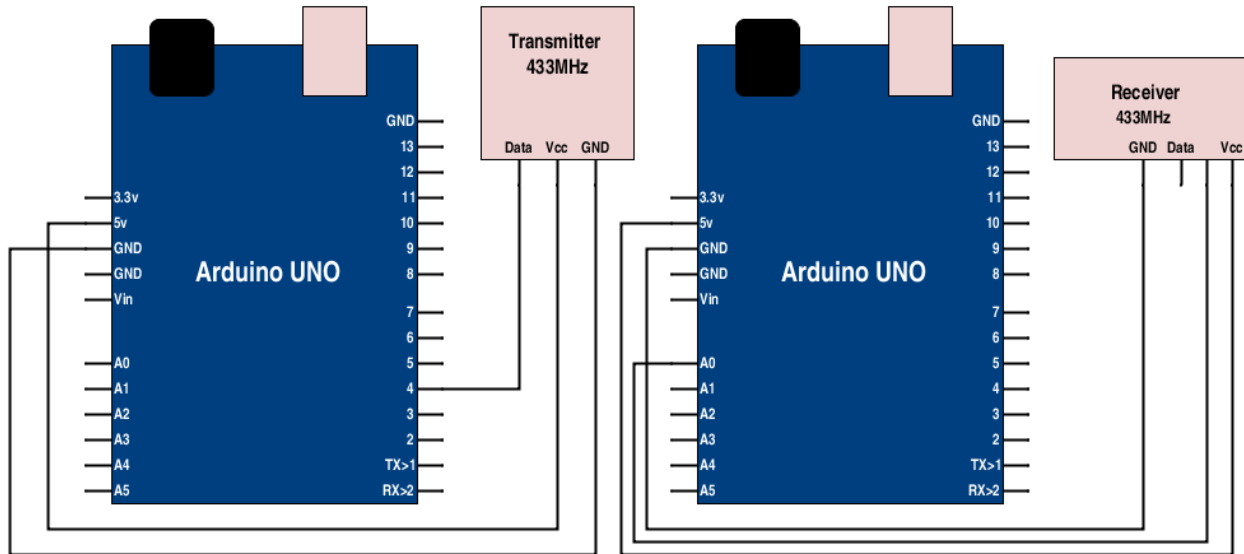 Transmitter
433MHz
Data Vcc GND
GND
13
12
11
10
9
8
7
6
5
4
3
2
TX>1
RX>2
3.3v
5v
GND
GND
Vin
A0
A1
A2
A3
A4
A5
Arduino UNO
Receiver
433MHz
GND Data Vcc
GND
13
12
11
10
9
8
7
6
5
4
3
2
TX>1
RX>2
3.3v
5v
GND
GND
Vin
A0
A1
A2
A3
A4
A5
Arduino UNO